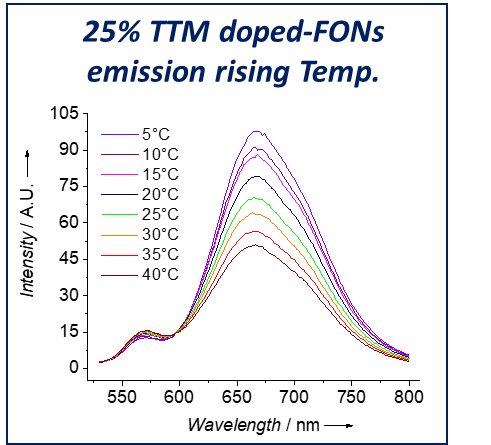 25% TTM doped-FONs
emission rising Temp.
105
90
75
60
45
30
15
0
Intensity / A.U. →
5°C
10°C
15°C
20°C
25°C
30°C
35°C
40°C
550 600 650 700 750 800
Wavelength / nm →